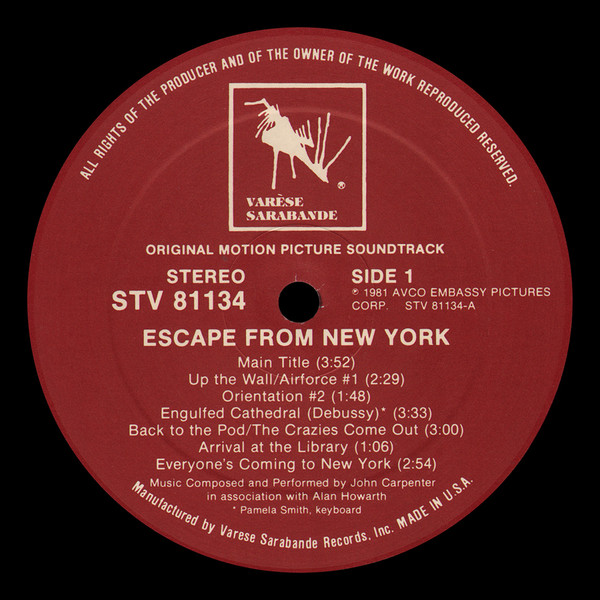 ALL RIGHTS OF THE PRODUCER AND OF THE OWNER OF THE WORK REPRODUCED RESERVED.
VARÈSE
SARABANDE
®
ORIGINAL MOTION PICTURE SOUNDTRACK
STEREO
STV 81134
SIDE 1
℗ 1981 AVCO EMBASSY PICTURES
CORP. STV 81134-A
ESCAPE FROM NEW YORK
Main Title (3:52)
Up the Wall/Airforce #1 (2:29)
Orientation #2 (1:48)
Engulfed Cathedral (Debussy)* (3:33)
Back to the Pod/The Crazies Come Out (3:00)
Arrival at the Library (1:06)
Everyone's Coming to New York (2:54)
Music Composed and Performed by John Carpenter
in association with Alan Howarth
* Pamela Smith, keyboard
Manufactured by Varese Sarabande Records, Inc. MADE IN U.S.A.